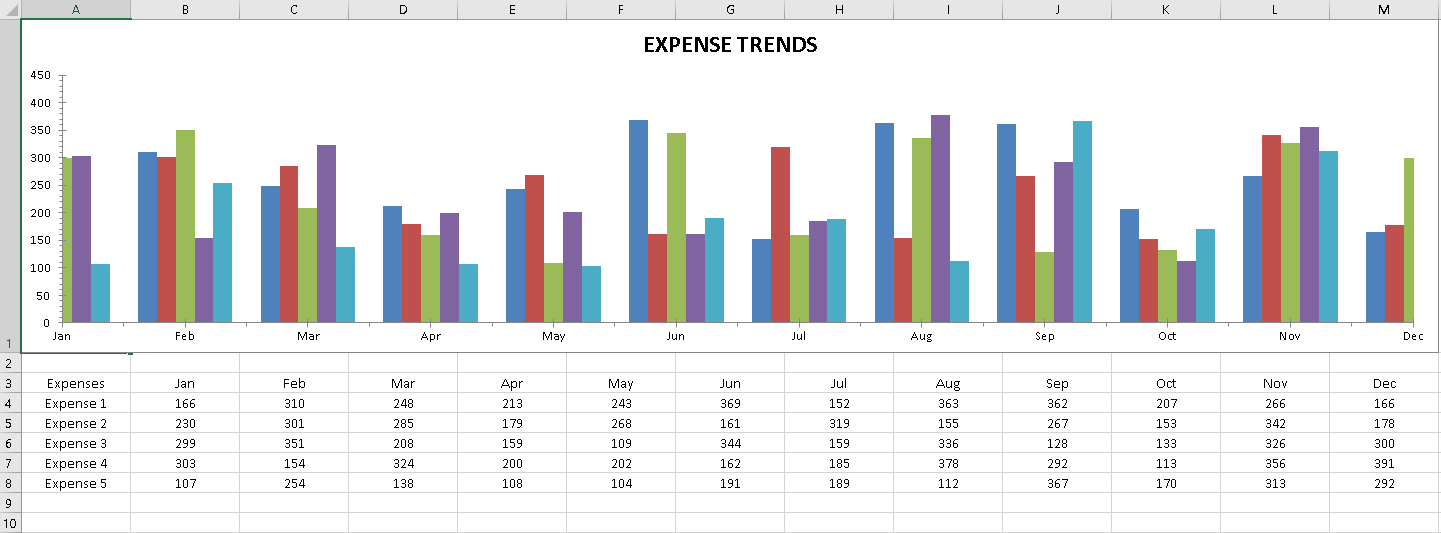 A B C D E F G H I J K L M
EXPENSE TRENDS
450
400
350
300
250
200
150
100
50
0
Jan Feb Mar Apr May Jun Jul Aug Sep Oct Nov Dec
1
2
3 Expenses Jan Feb Mar Apr May Jun Jul Aug Sep Oct Nov Dec
4 Expense 1 166 310 248 213 243 369 152 363 362 207 266 166
5 Expense 2 230 301 285 179 268 161 319 155 267 153 342 178
6 Expense 3 299 351 208 159 109 344 159 336 128 133 326 300
7 Expense 4 303 154 324 200 202 162 185 378 292 113 356 391
8 Expense 5 107 254 138 108 104 191 189 112 367 170 313 292
9
10